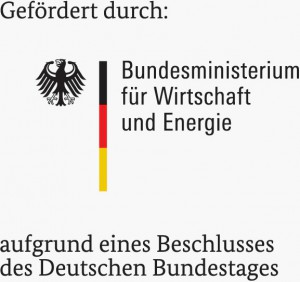 Gefördert durch:
Bundesministerium
für Wirtschaft
und Energie
aufgrund eines Beschlusses
des Deutschen Bundestages